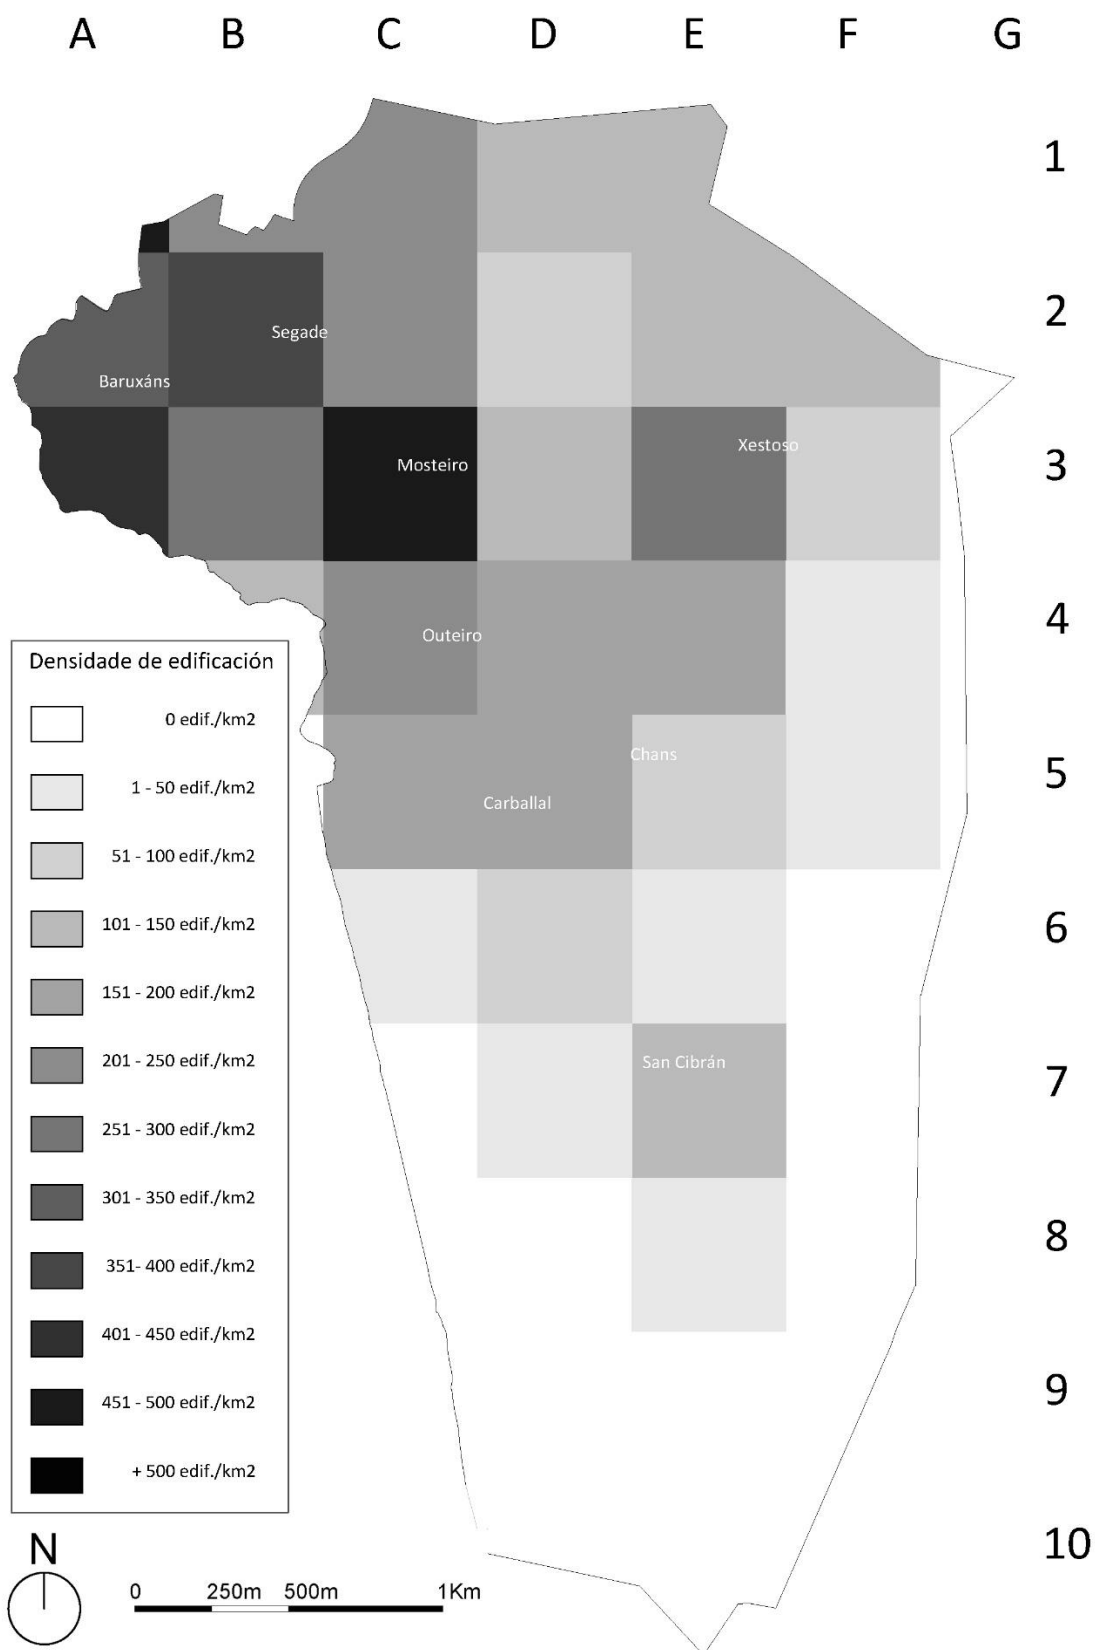 A B C D E F G
1
2
Segade
Baruxáns
3
Mosteiro
Xestoso
4
Outeiro
5
Chans
Carballal
6
7
San Cibrán
8
9
10
Densidade de edificación
0 edif./km2
1 - 50 edif./km2
51 - 100 edif./km2
101 - 150 edif./km2
151 - 200 edif./km2
201 - 250 edif./km2
251 - 300 edif./km2
301 - 350 edif./km2
351- 400 edif./km2
401 - 450 edif./km2
451 - 500 edif./km2
+ 500 edif./km2
N
0 250m 500m 1Km